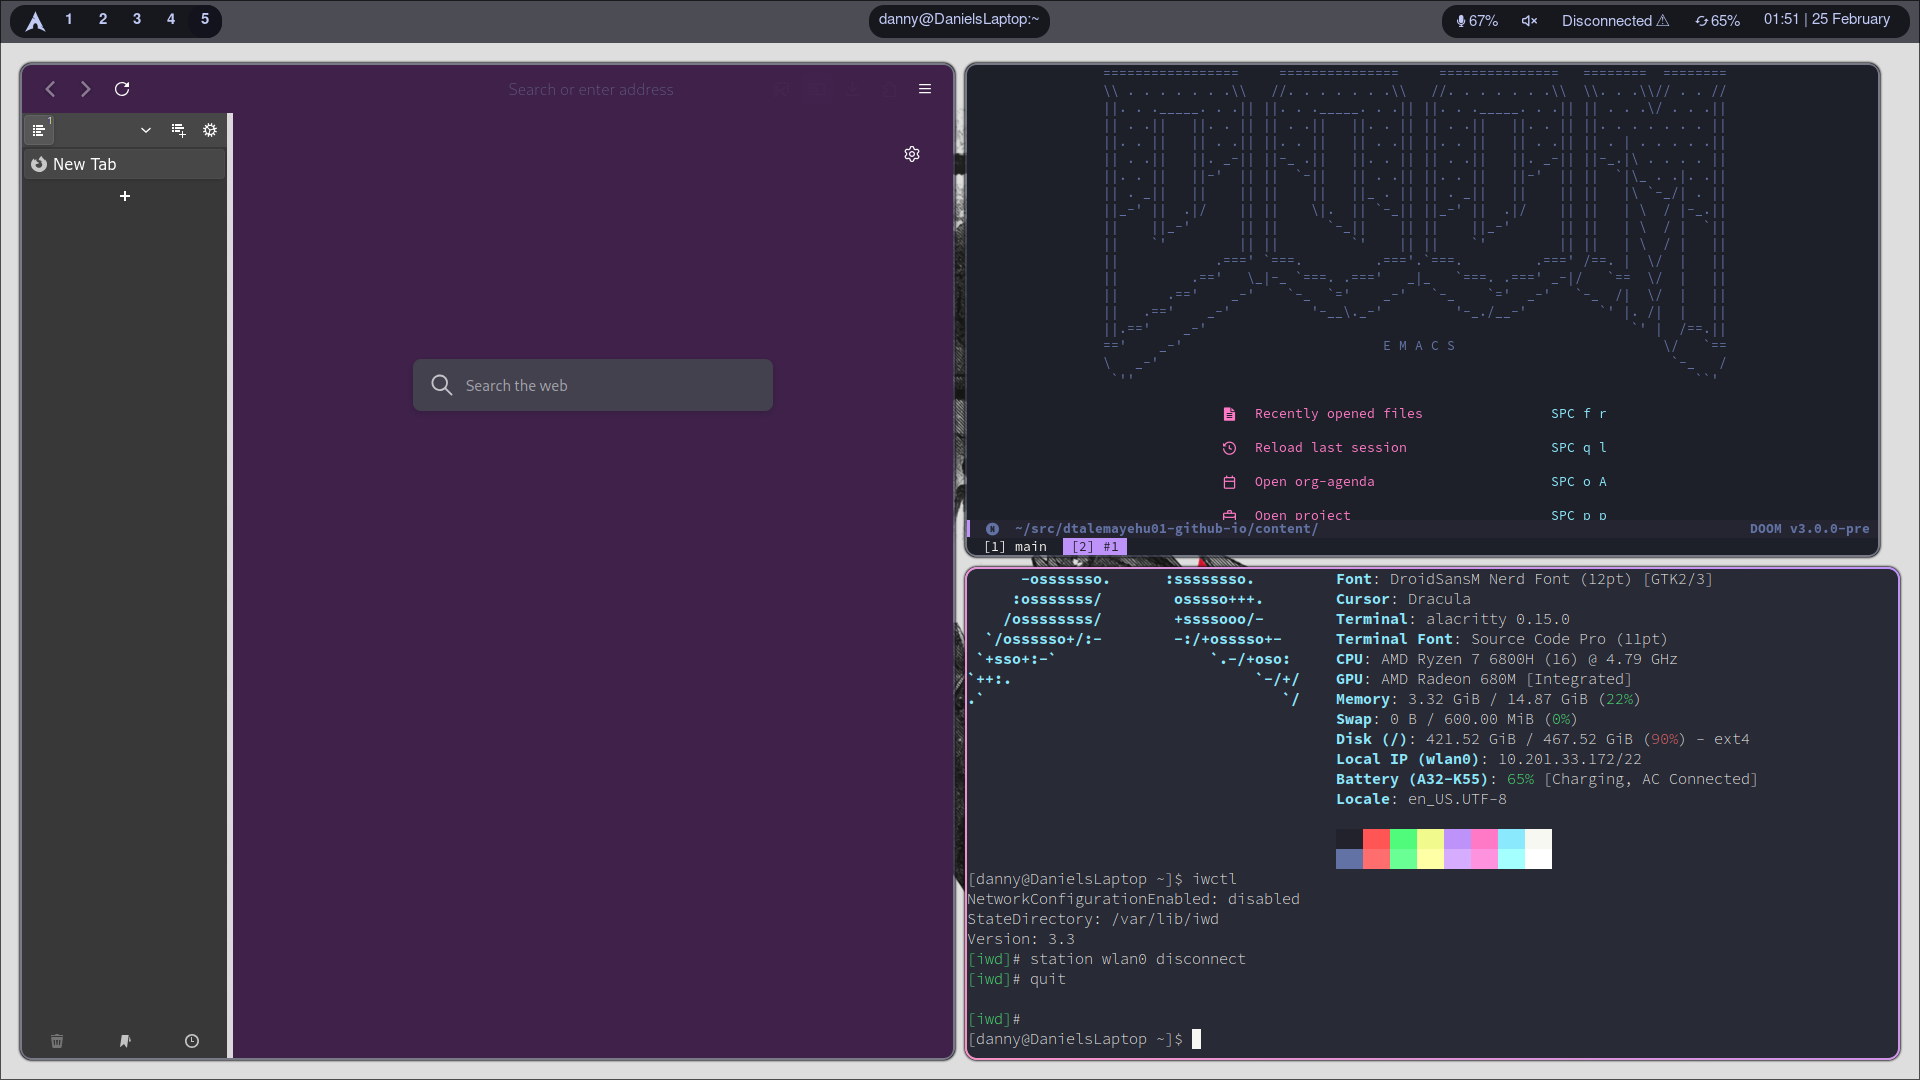 1 2 3 4 5
danny@DanielsLaptop:~
67% Disconnected ⚠ 65% 01:51 | 25 February
Search or enter address
1
New Tab
Search the web
E M A C S
Recently opened files SPC f r
Reload last session SPC q l
Open org-agenda SPC o A
Open project SPC p p
N ~/src/dtalemayehu01-github-io/content/ DOOM v3.0.0-pre
[1] main [2] #1
-osssssso. :sssssssso. Font: DroidSansM Nerd Font (12pt) [GTK2/3]
:osssssss/ osssso+++. Cursor: Dracula
/ossssssss/ +ssssooo/- Terminal: alacritty 0.15.0
`/ossssso+/:- -:/+osssso+- Terminal Font: Source Code Pro (11pt)
`+sso+:-` `.-/+oso: CPU: AMD Ryzen 7 6800H (16) @ 4.79 GHz
`++:. `-/+/ GPU: AMD Radeon 680M [Integrated]
.` `/ Memory: 3.32 GiB / 14.87 GiB (22%)
Swap: 0 B / 600.00 MiB (0%)
Disk (/): 421.52 GiB / 467.52 GiB (90%) - ext4
Local IP (wlan0): 10.201.33.172/22
Battery (A32-K55): 65% [Charging, AC Connected]
Locale: en_US.UTF-8
[danny@DanielsLaptop ~]$ iwctl
NetworkConfigurationEnabled: disabled
StateDirectory: /var/lib/iwd
Version: 3.3
[iwd]# station wlan0 disconnect
[iwd]# quit
[iwd]#
[danny@DanielsLaptop ~]$